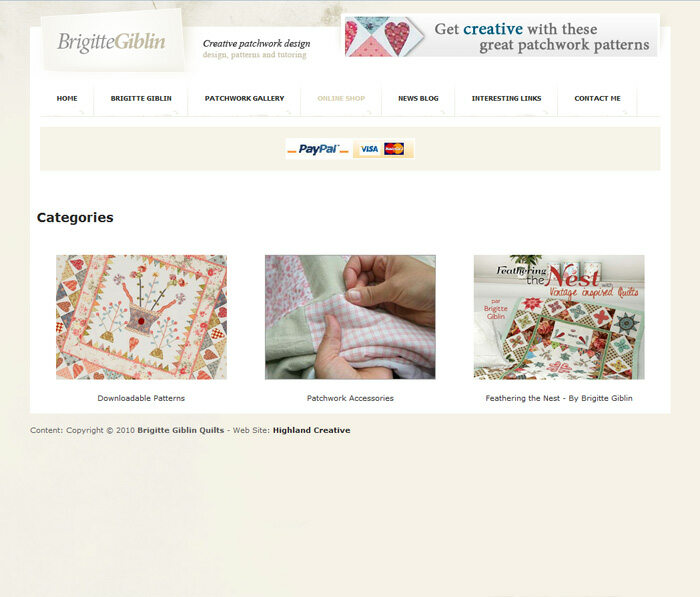 BrigitteGiblin
Creative patchwork design
design, patterns and tutoring
Get creative with these
great patchwork patterns
HOME BRIGITTE GIBLIN PATCHWORK GALLERY ONLINE SHOP NEWS BLOG INTERESTING LINKS CONTACT ME
PayPal VISA MasterCard
Categories
Feathering
the Nest with
Vintage inspired Quilts
par
Brigitte
Giblin
Downloadable Patterns Patchwork Accessories Feathering the Nest - By Brigitte Giblin
Content: Copyright © 2010 Brigitte Giblin Quilts - Web Site: Highland Creative